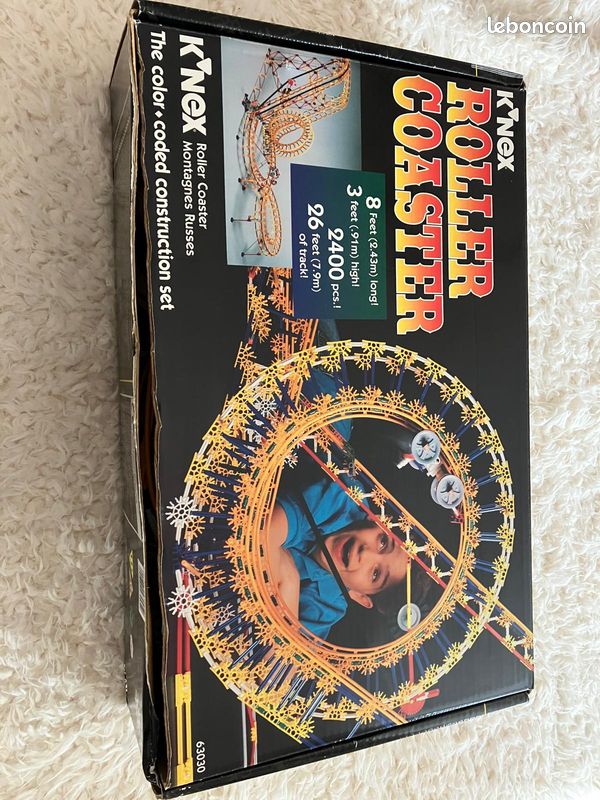 leboncoin
K'NEX
ROLLER
COASTER
8 Feet (2.43m) long!
3 feet (.91m) high!
2400 pcs.!
26 feet (7.9m)
of track!
K'NEX
Roller Coaster
Montagnes Russes
The color•coded construction set
63030